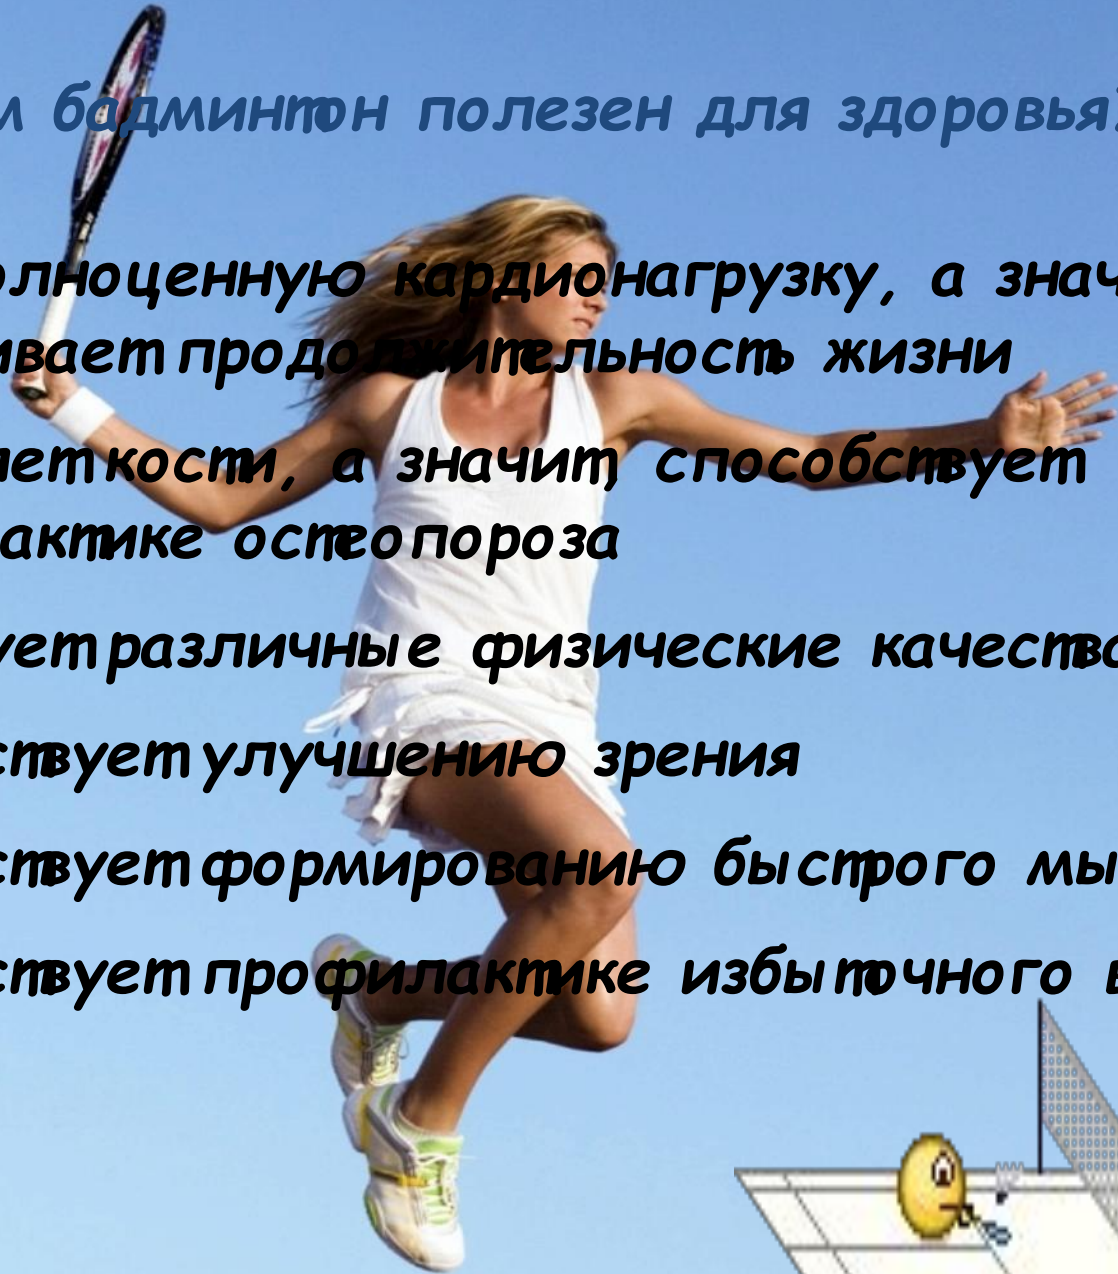 м бадминтон полезен для здоровья?
олноценную кардионагрузку, а знач
ивает продолжительность жизни
ет кости, а значит, способствует
актике остеопороза
ует различные физические качества
ствует улучшению зрения
ствует формированию быстрого мы
ствует профилактике избыточного в